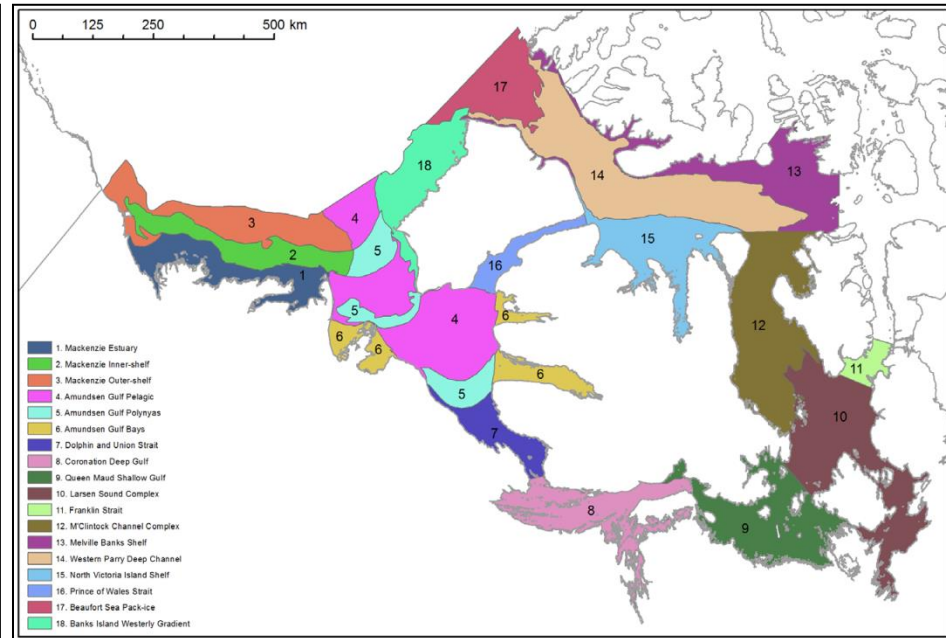 0 125 250 500 km
17
18
13
14
4
3
5
15
2
1
16
4
6
5
12
6
6
6
11
5
10
7
8
9
1. Mackenzie Estuary
2. Mackenzie Inner-shelf
3. Mackenzie Outer-shelf
4. Amundsen Gulf Pelagic
5. Amundsen Gulf Polynyas
6. Amundsen Gulf Bays
7. Dolphin and Union Strait
8. Coronation Deep Gulf
9. Queen Maud Shallow Gulf
10. Larsen Sound Complex
11. Franklin Strait
12. M'Clintock Channel Complex
13. Melville Banks Shelf
14. Western Parry Deep Channel
15. North Victoria Island Shelf
16. Prince of Wales Strait
17. Beaufort Sea Pack-ice
18. Banks Island Westerly Gradient